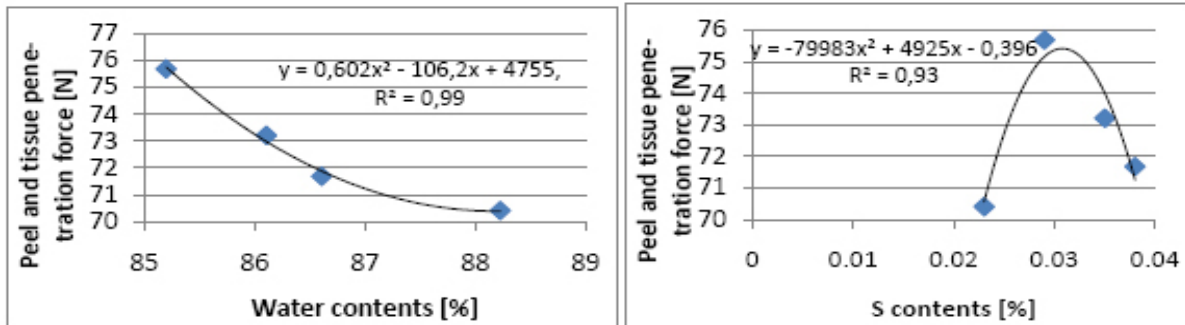 Peel and tissue pene-
tration force [N]
77
76
75
74
73
72
71
70
y = 0,602x² - 106,2x + 4755,
R² = 0,99
85
86
87
88
89
Water contents [%]
Peel and tissue pene-
tration force [N]
76
75
74
73
72
71
70
y = -79983x² + 4925x - 0,396
R² = 0,93
0
0.01
0.02
0.03
0.04
S contents [%]